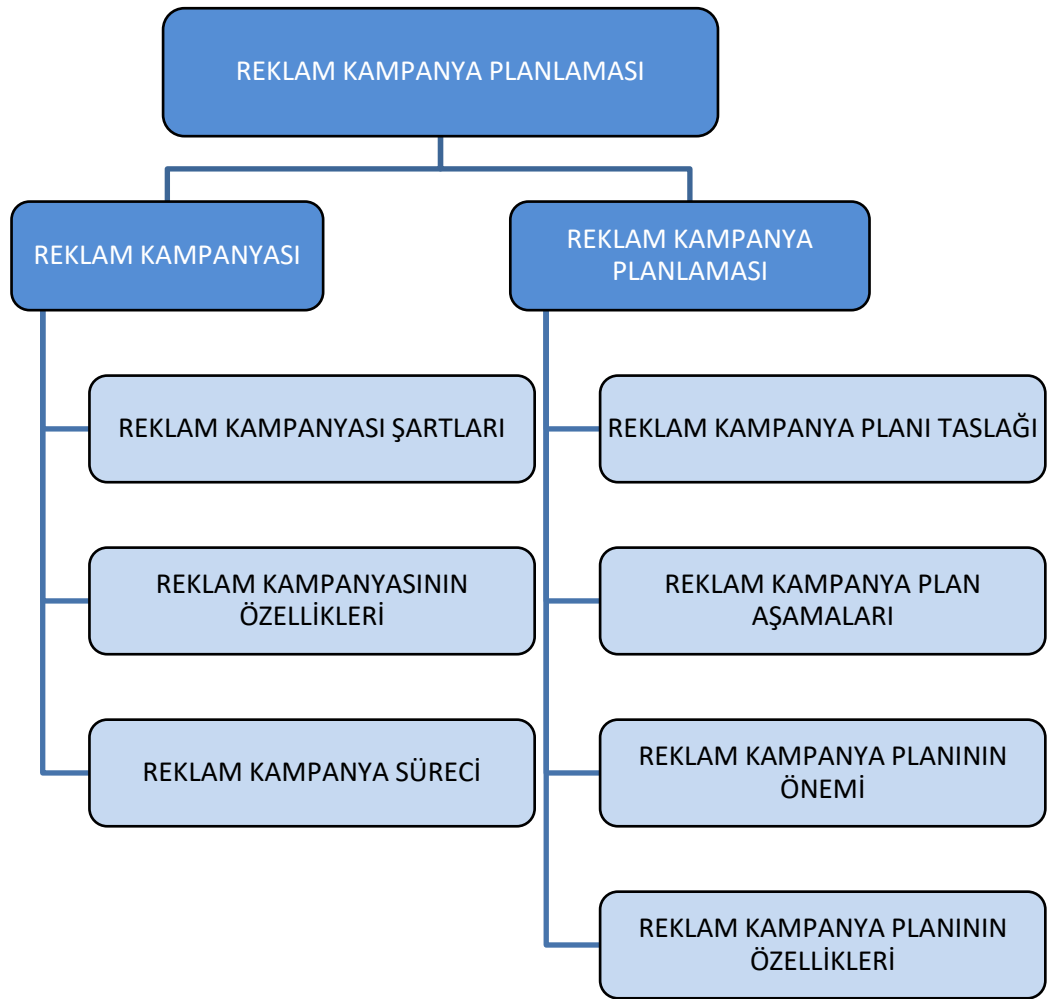 REKLAM KAMPANYA PLANLAMASI
REKLAM KAMPANYASI
REKLAM KAMPANYASI ŞARTLARI
REKLAM KAMPANYASININ
ÖZELLİKLERİ
REKLAM KAMPANYA SÜRECİ
REKLAM KAMPANYA
PLANLAMASI
REKLAM KAMPANYA PLANI TASLAĞI
REKLAM KAMPANYA PLAN
AŞAMALARI
REKLAM KAMPANYA PLANININ
ÖNEMİ
REKLAM KAMPANYA PLANININ
ÖZELLİKLERİ